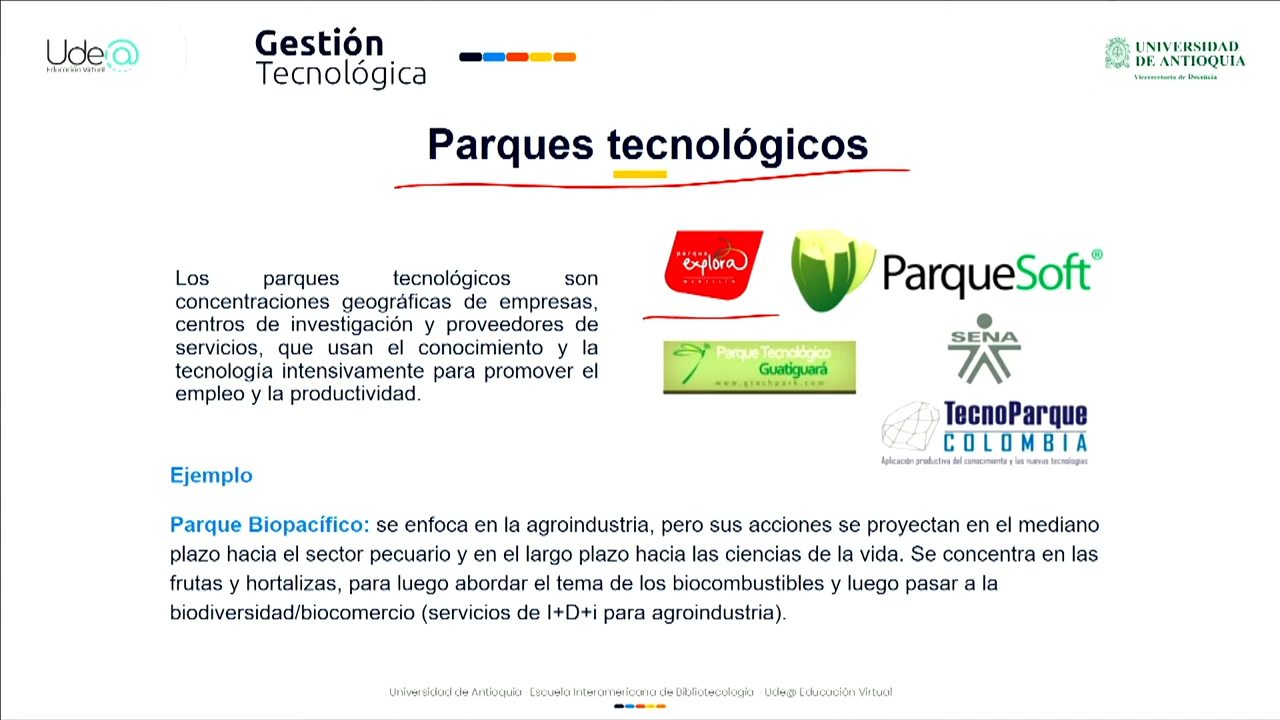 Ude@
Educación Virtual
Gestión
Tecnológica
UNIVERSIDAD
DE ANTIOQUIA
Vicerrectoría de Docencia
Parques tecnológicos
Los parques tecnológicos son
concentraciones geográficas de empresas,
centros de investigación y proveedores de
servicios, que usan el conocimiento y la
tecnología intensivamente para promover el
empleo y la productividad.
parque
explora
MEDELLÍN
ParqueSoft®
Parque Tecnológico
Guatiguará
www.gtechpark.com
SENA
TecnoParque
COLOMBIA
Aplicación productiva del conocimiento y las nuevas tecnologías
Ejemplo
Parque Biopacífico: se enfoca en la agroindustria, pero sus acciones se proyectan en el mediano
plazo hacia el sector pecuario y en el largo plazo hacia las ciencias de la vida. Se concentra en las
frutas y hortalizas, para luego abordar el tema de los biocombustibles y luego pasar a la
biodiversidad/biocomercio (servicios de I+D+i para agroindustria).
Universidad de Antioquia · Escuela Interamericana de Bibliotecología · Ude@ Educación Virtual